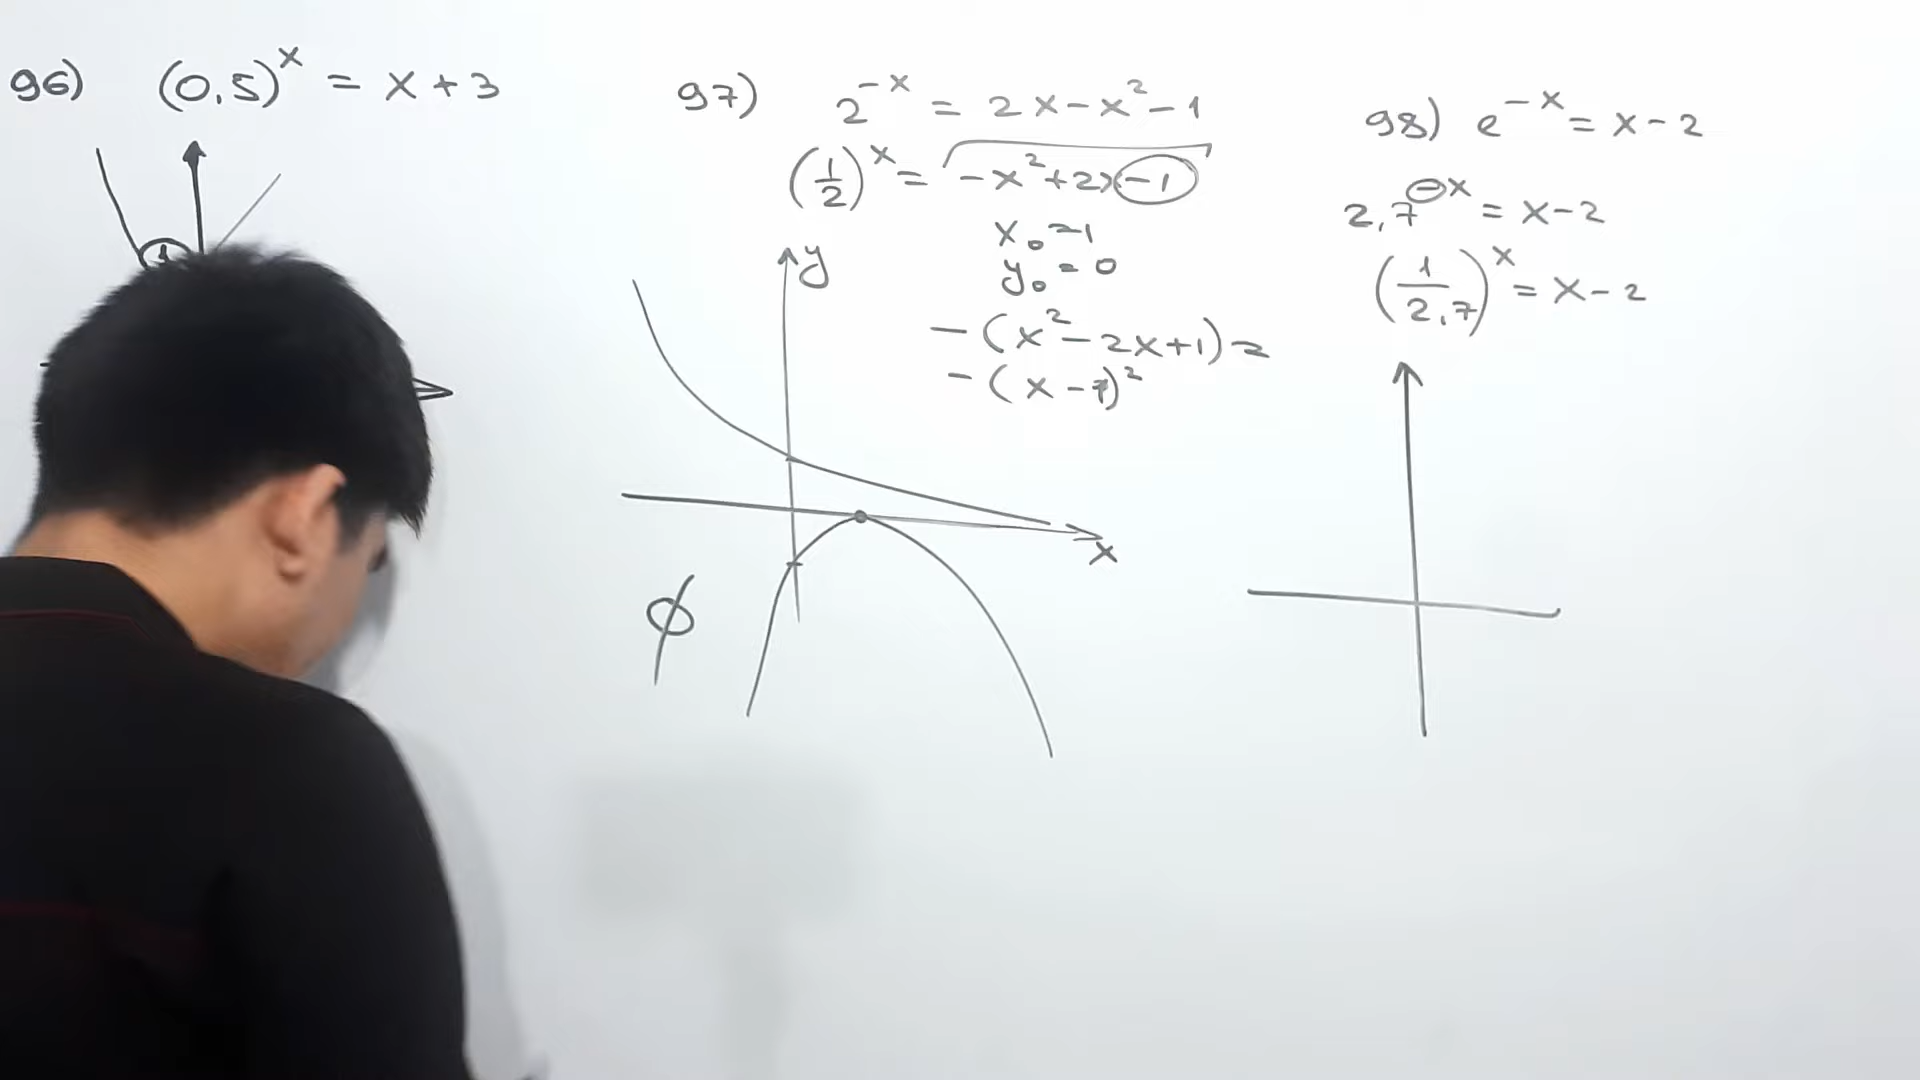 96) (0,5)^x = x+3
1
97) 2^-x = 2x-x^2-1
(1/2)^x = -x^2+2x-1
x₀=1
y₀=0
-(x^2-2x+1)=
-(x-1)^2
y
x
ϕ
98) e^-x = x-2
2,7^-x = x-2
(1/2,7)^x = x-2